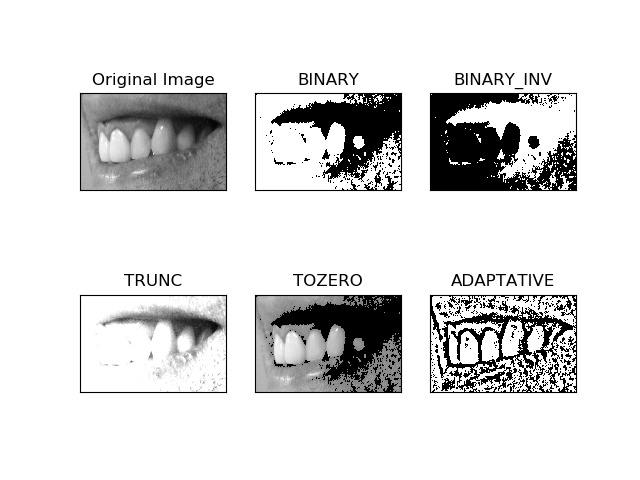 Original Image
BINARY
BINARY_INV
TRUNC
TOZERO
ADAPTATIVE